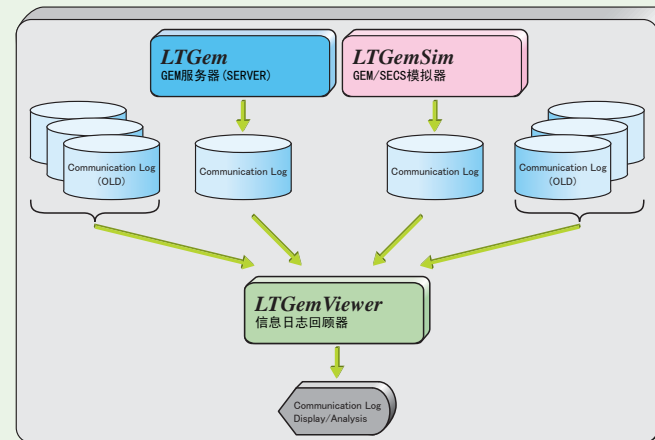 LTGem
GEM服务器(SERVER)
LTGemSim
GEM/SECS模拟器
Communication Log
(OLD)
Communication Log
Communication Log
Communication Log
(OLD)
LTGemViewer
信息日志回顾器
Communication Log
Display/Analysis